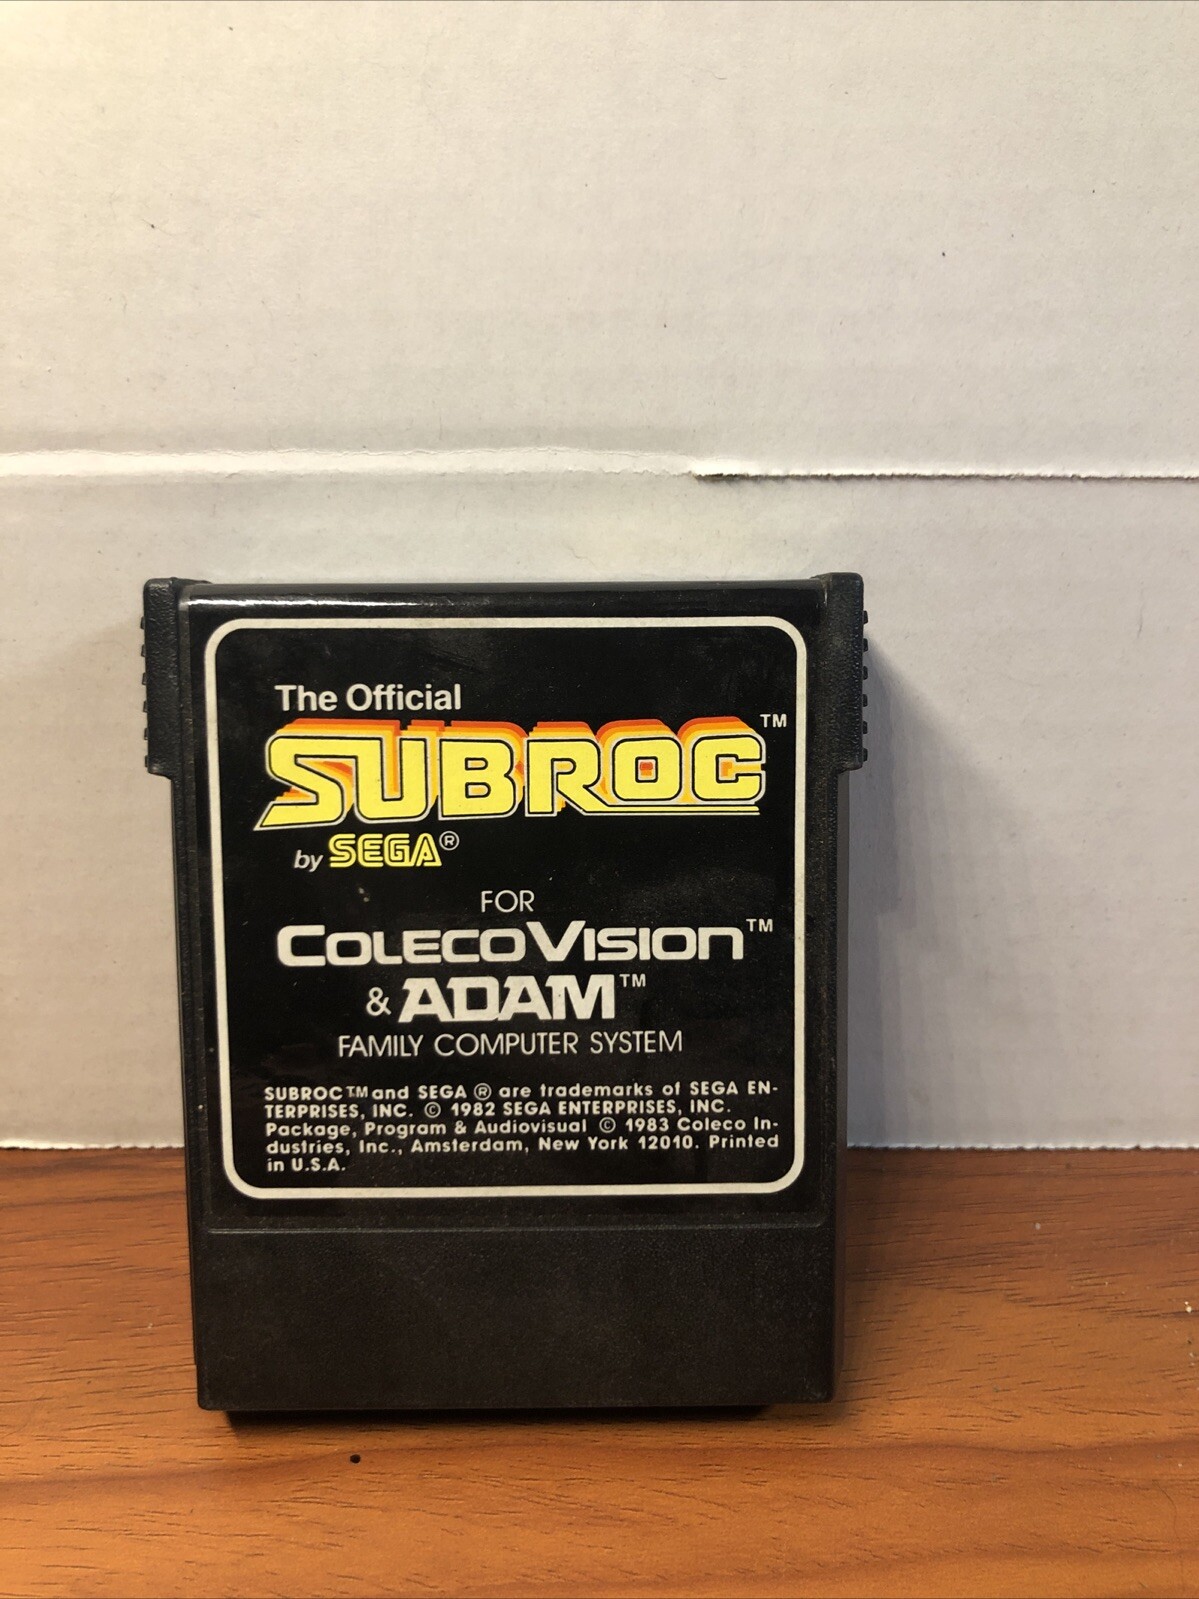 The Official
SUBROC™
by SEGA®
FOR
COLECOVISION™
& ADAM™
FAMILY COMPUTER SYSTEM
SUBROC™ and SEGA ® are trademarks of SEGA EN-
TERPRISES, INC. © 1982 SEGA ENTERPRISES, INC.
Package, Program & Audiovisual © 1983 Coleco In-
dustries, Inc., Amsterdam, New York 12010. Printed
in U.S.A.